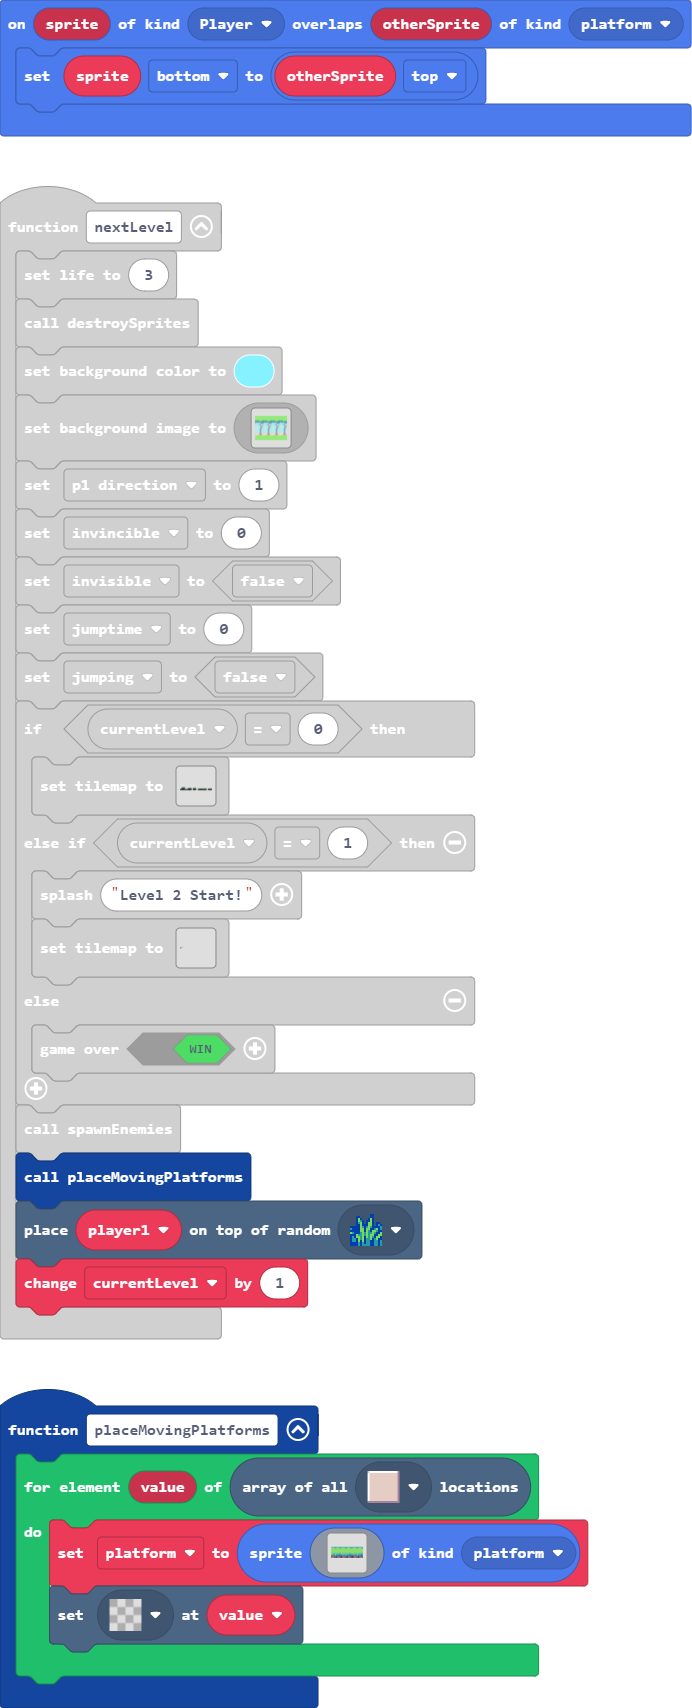 on sprite of kind Player overlaps otherSprite of kind platform
set sprite bottom to otherSprite top
function nextLevel
set life to 3
call destroySprites
set background color to
set background image to
set pl direction to 1
set invincible to 0
set invisible to false
set jumptime to 0
set jumping to false
if currentLevel = 0 then
set tilemap to
else if currentLevel = 1 then
splash "Level 2 Start!"
set tilemap to
else
game over WIN
call spawnEnemies
call placeMovingPlatforms
place player1 on top of random
change currentLevel by 1
function placeMovingPlatforms
for element value of array of all locations
do
set platform to sprite of kind platform
set at value